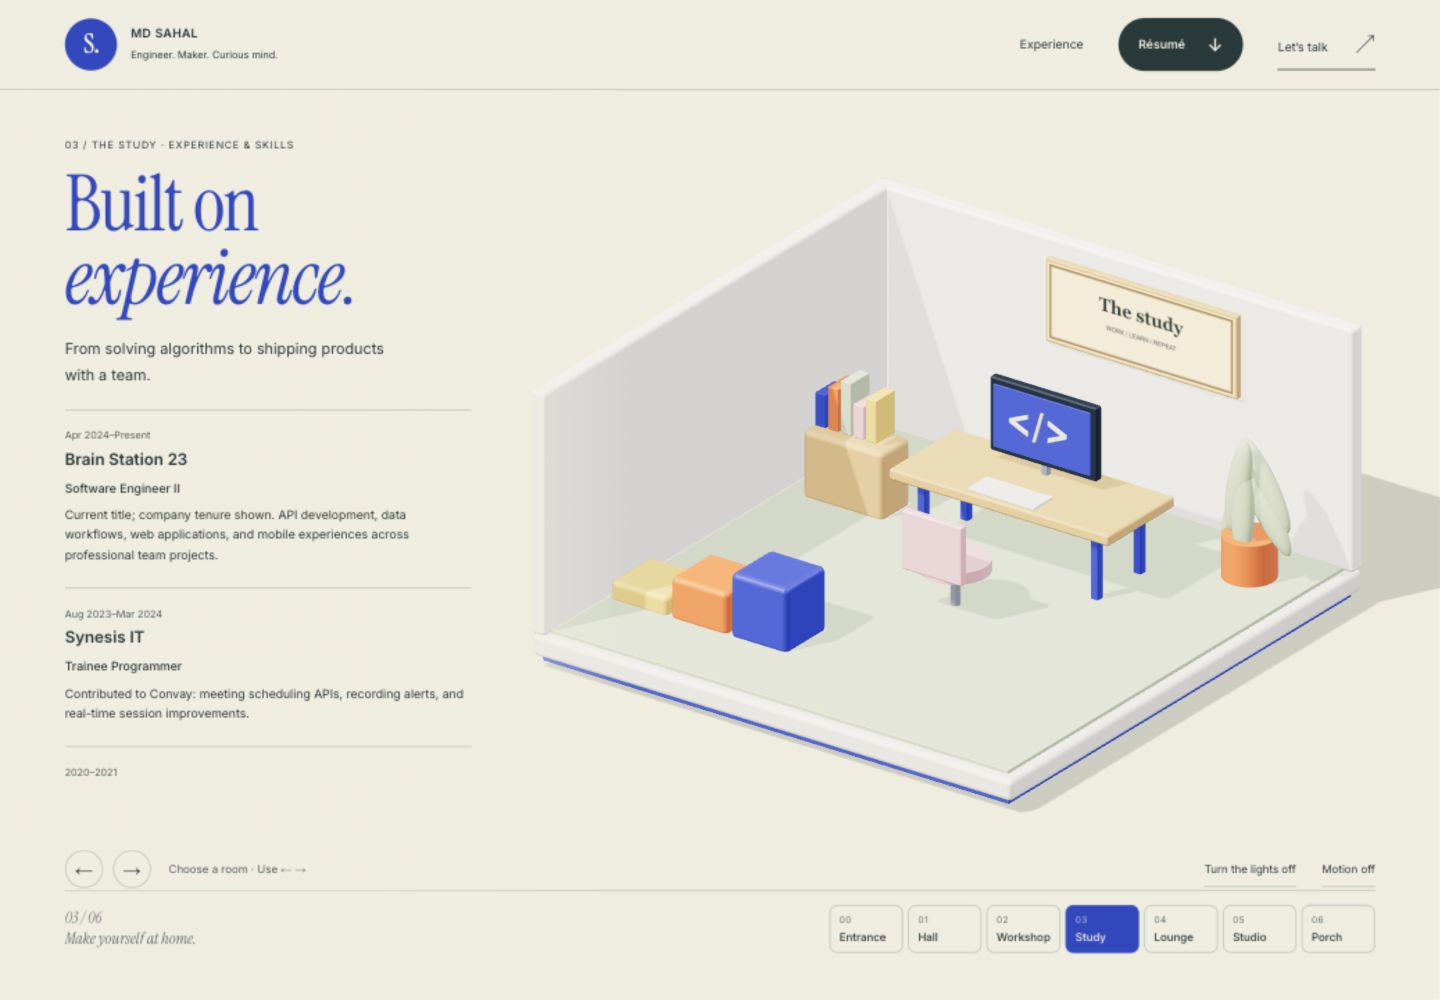 S.
MD SAHAL
Engineer. Maker. Curious mind.
Experience
Résumé ↓
Let's talk
03 / THE STUDY · EXPERIENCE & SKILLS
Built on
experience.
From solving algorithms to shipping products
with a team.
Apr 2024–Present
Brain Station 23
Software Engineer II
Current title; company tenure shown. API development, data
workflows, web applications, and mobile experiences across
professional team projects.
Aug 2023–Mar 2024
Synesis IT
Trainee Programmer
Contributed to Convay: meeting scheduling APIs, recording alerts, and
real-time session improvements.
2020–2021
The study
WORK / LEARN / REPEAT
</>
← → Choose a room · Use ← →
Turn the lights off
Motion off
03 / 06
Make yourself at home.
00
Entrance
01
Hall
02
Workshop
03
Study
04
Lounge
05
Studio
06
Porch